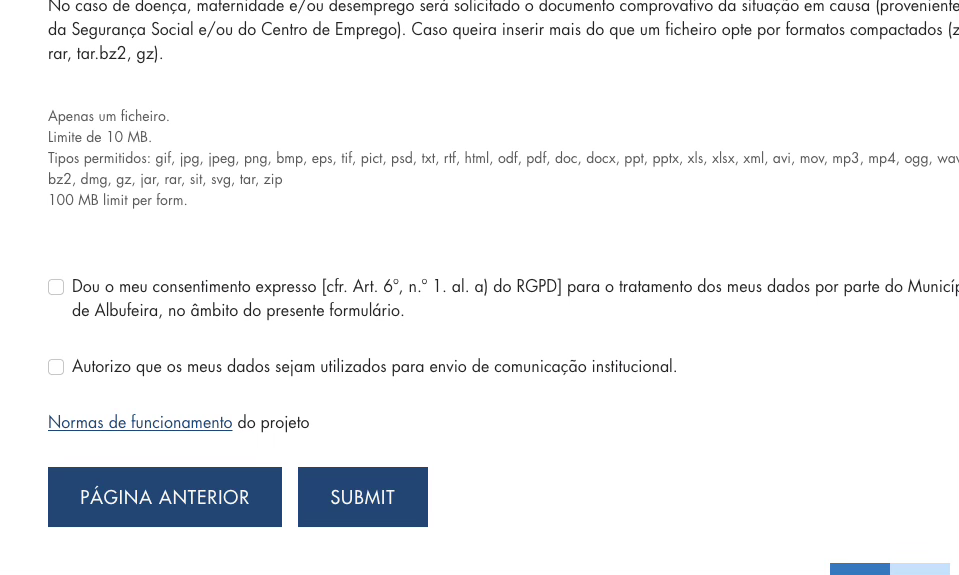 No caso de doença, maternidade e/ou desemprego será solicitado o documento comprovativo da situação em causa (proveniente
da Segurança Social e/ou do Centro de Emprego). Caso queira inserir mais do que um ficheiro opte por formatos compactados (z
rar, tar.bz2, gz).
Apenas um ficheiro.
Limite de 10 MB.
Tipos permitidos: gif, jpg, jpeg, png, bmp, eps, tif, pict, psd, txt, rtf, html, odf, pdf, doc, docx, ppt, pptx, xls, xlsx, xml, avi, mov, mp3, mp4, ogg, wav
bz2, dmg, gz, jar, rar, sit, svg, tar, zip
100 MB limit per form.
Dou o meu consentimento expresso [cfr. Art. 6º, n.º 1. al. a) do RGPD] para o tratamento dos meus dados por parte do Municíp
de Albufeira, no âmbito do presente formulário.
Autorizo que os meus dados sejam utilizados para envio de comunicação institucional.
Normas de funcionamento do projeto
PÁGINA ANTERIOR SUBMIT